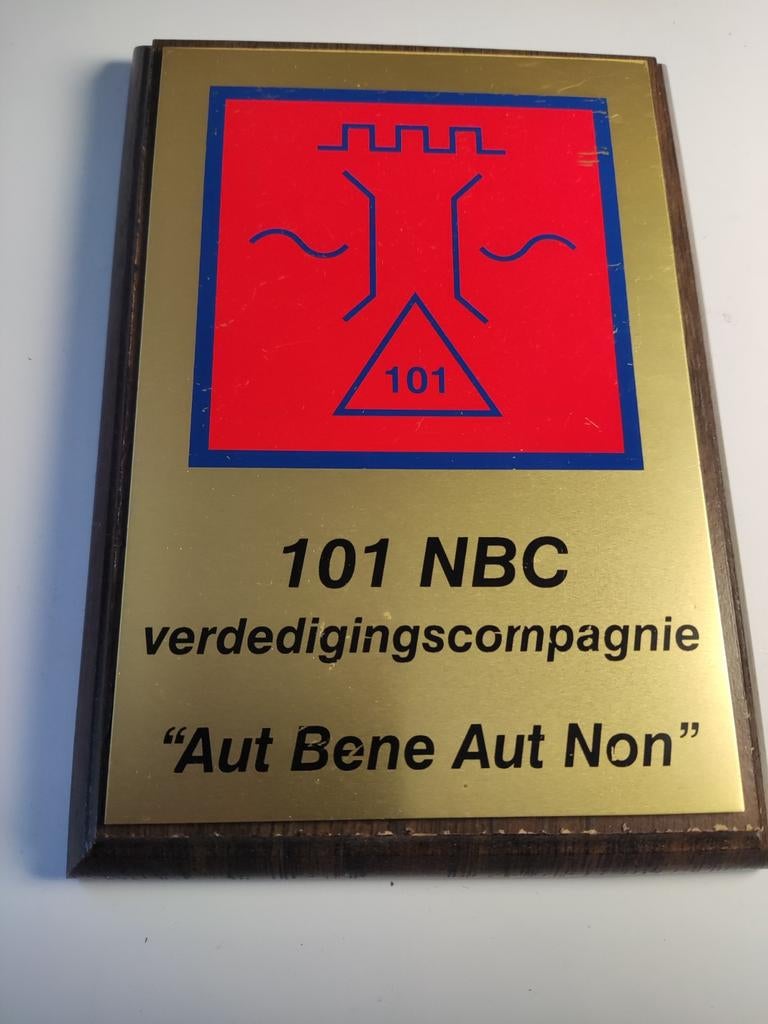 101
101 NBC
verdedigingscompagnie
“Aut Bene Aut Non”